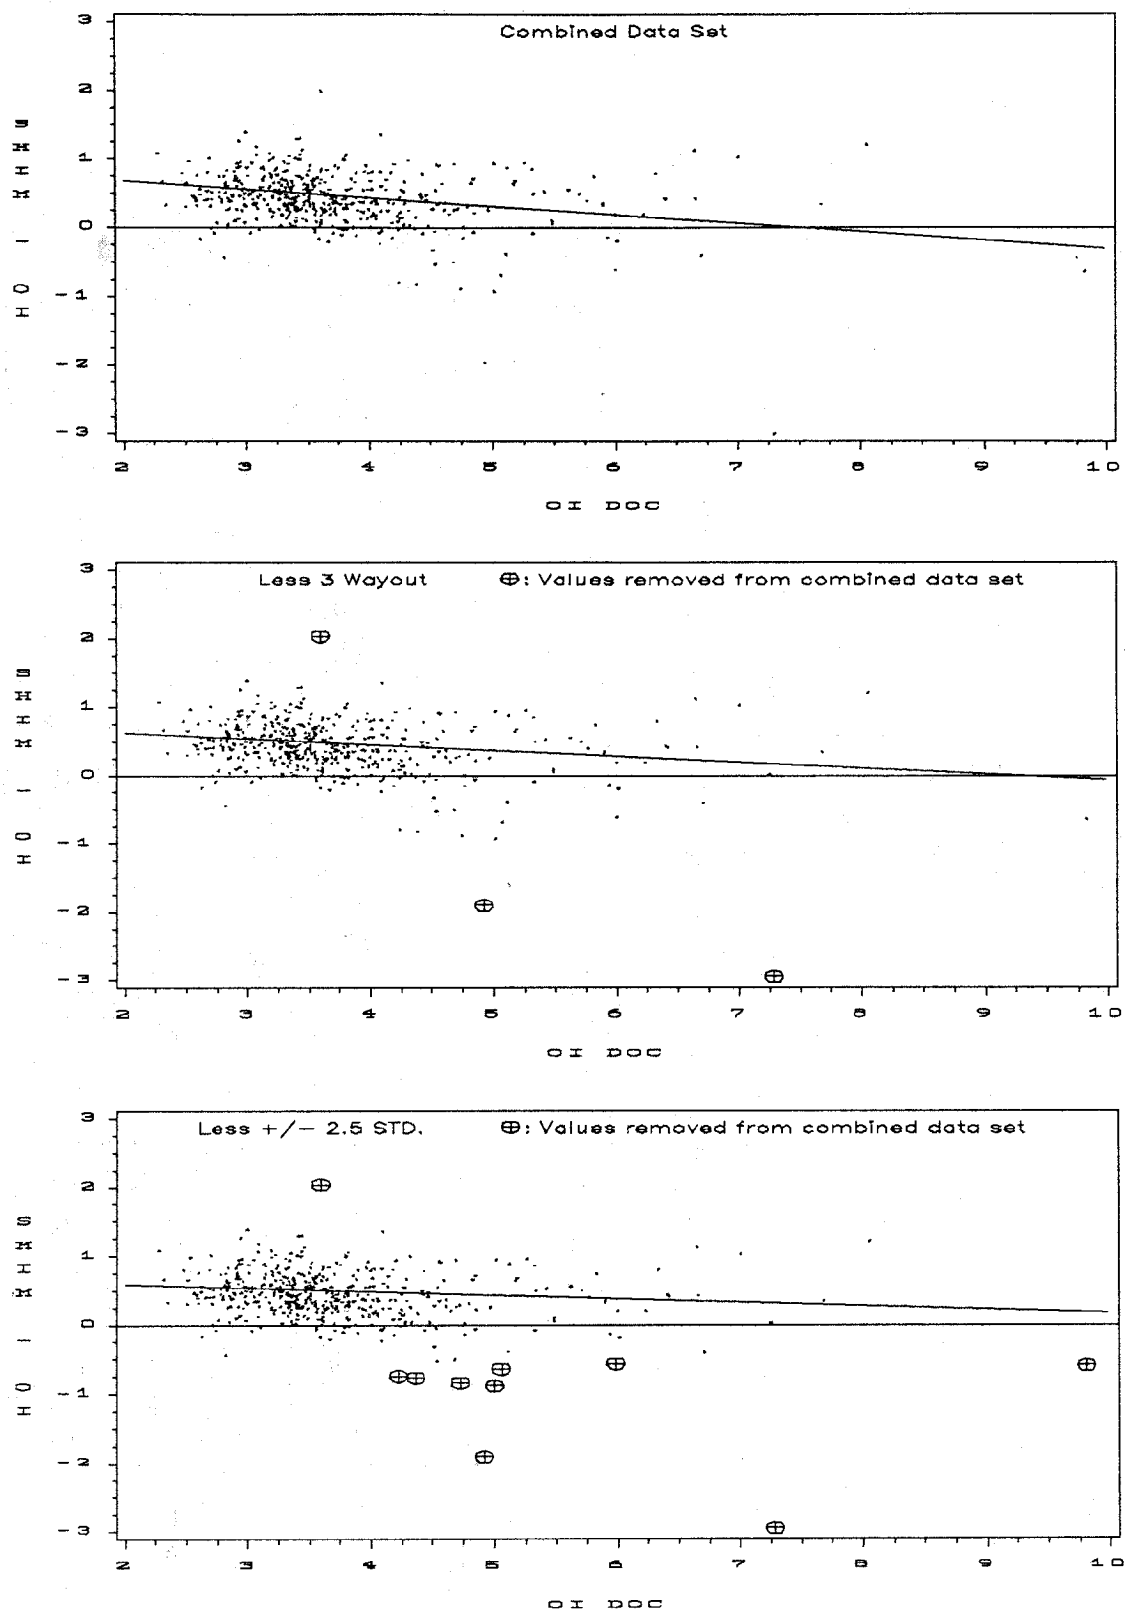 Combined Data Set
3
2
1
0
-1
-2
-3
2 3 4 5 6 7 8 9 10
DOC
Less 3 Wayout ⊕: Values removed from combined data set
3
2
1
0
-1
-2
-3
2 3 4 5 6 7 8 9 10
DOC
Less +/- 2.5 STD. ⊕: Values removed from combined data set
3
2
1
0
-1
-2
-3
2 3 4 5 6 7 8 9 10
DOC